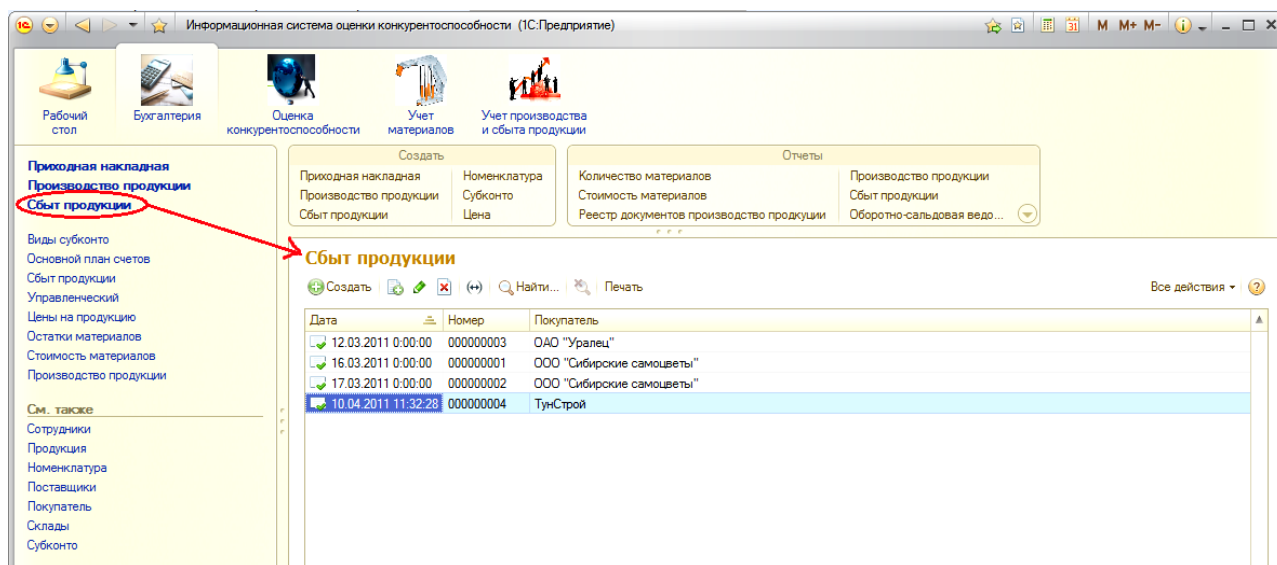 Информационная система оценки конкурентоспособности (1С:Предприятие)
M M+ M-
31
Рабочий стол
Бухгалтерия
Оценка конкурентоспособности
Учет материалов
Учет производства и сбыта продукции
Приходная накладная
Производство продукции
Сбыт продукции
Виды субконто
Основной план счетов
Сбыт продукции
Управленческий
Цены на продукцию
Остатки материалов
Стоимость материалов
Производство продукции
См. также
Сотрудники
Продукция
Номенклатура
Поставщики
Покупатель
Склады
Субконто
Создать
Приходная накладная Номенклатура
Производство продукции Субконто
Сбыт продукции Цена
Отчеты
Количество материалов Производство продукции
Стоимость материалов Сбыт продукции
Реестр документов производство продкуции Оборотно-сальдовая ведо...
Сбыт продукции
Создать Найти... Печать Все действия
Дата Номер Покупатель
12.03.2011 0:00:00 000000003 ОАО "Уралец"
16.03.2011 0:00:00 000000001 ООО "Сибирские самоцветы"
17.03.2011 0:00:00 000000002 ООО "Сибирские самоцветы"
10.04.2011 11:32:28 000000004 ТунСтрой